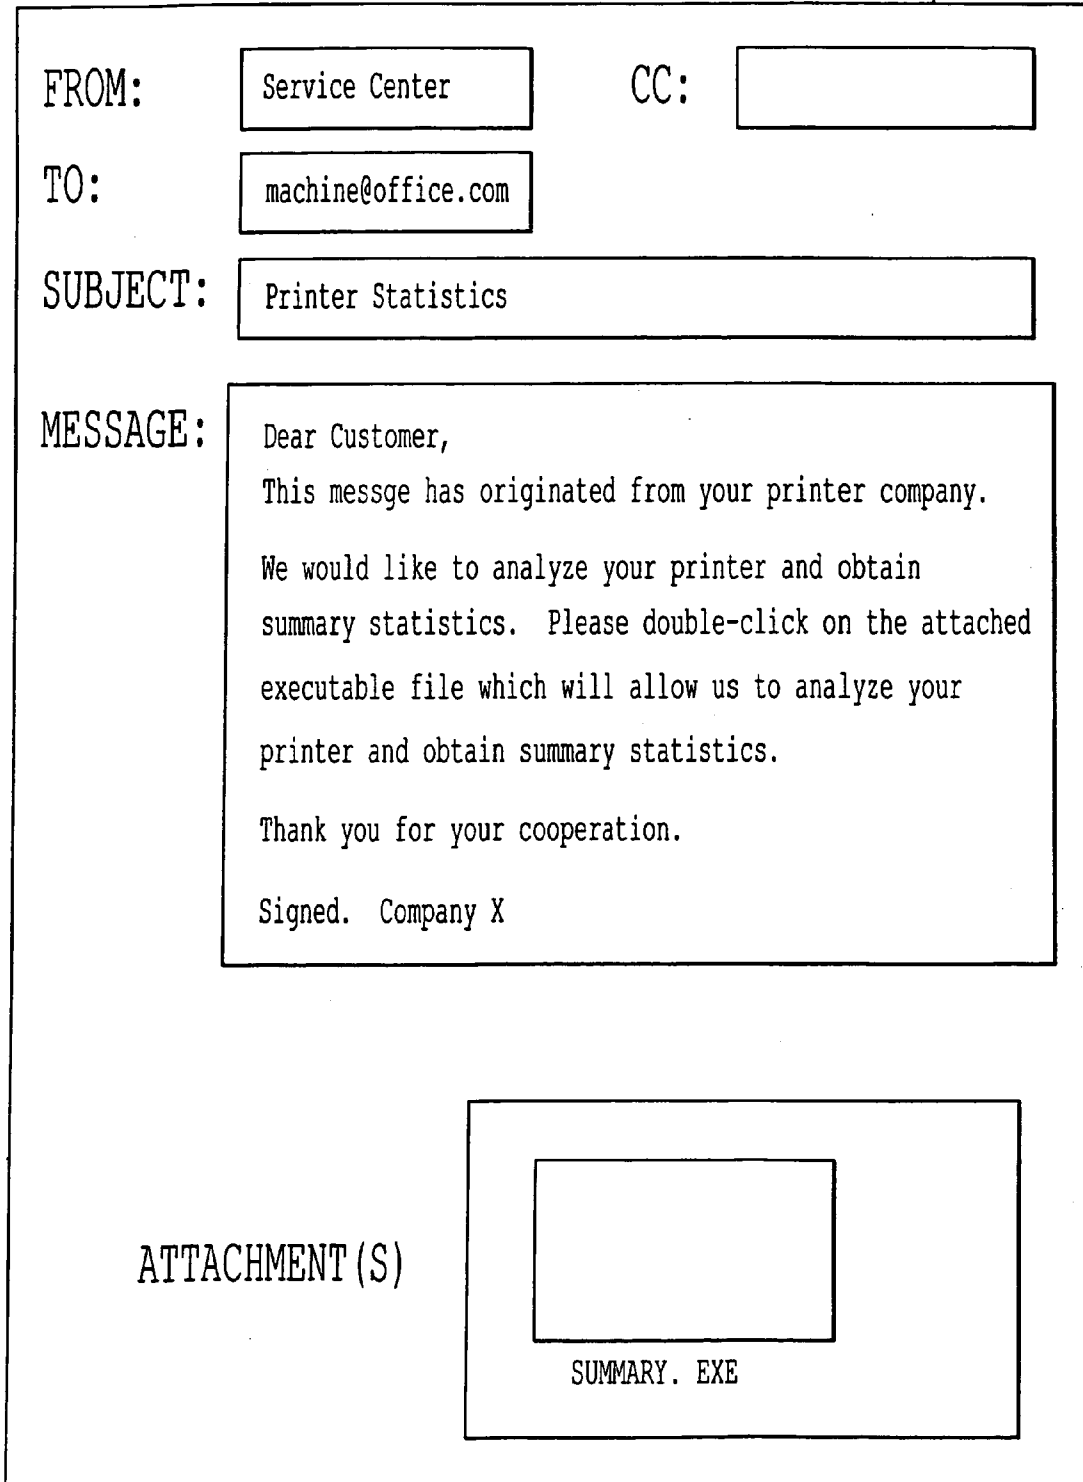 FROM: Service Center CC:
TO: machine@office.com
SUBJECT: Printer Statistics
MESSAGE: Dear Customer,
This messge has originated from your printer company.
We would like to analyze your printer and obtain
summary statistics. Please double-click on the attached
executable file which will allow us to analyze your
printer and obtain summary statistics.
Thank you for your cooperation.
Signed. Company X
ATTACHMENT(S)
SUMMARY. EXE